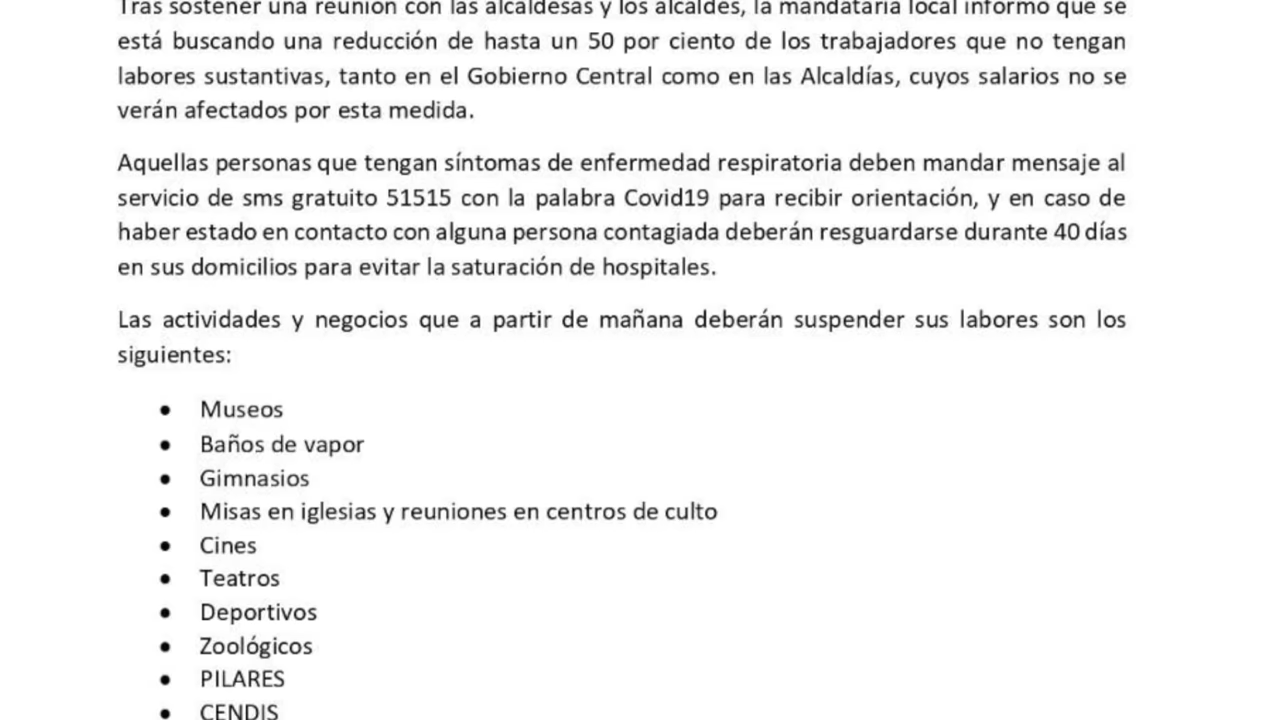 Tras sostener una reunión con las alcaldesas y los alcaldes, la mandataria local informó que se
está buscando una reducción de hasta un 50 por ciento de los trabajadores que no tengan
labores sustantivas, tanto en el Gobierno Central como en las Alcaldías, cuyos salarios no se
verán afectados por esta medida.
Aquellas personas que tengan síntomas de enfermedad respiratoria deben mandar mensaje al
servicio de sms gratuito 51515 con la palabra Covid19 para recibir orientación, y en caso de
haber estado en contacto con alguna persona contagiada deberán resguardarse durante 40 días
en sus domicilios para evitar la saturación de hospitales.
Las actividades y negocios que a partir de mañana deberán suspender sus labores son los
siguientes:
• Museos
• Baños de vapor
• Gimnasios
• Misas en iglesias y reuniones en centros de culto
• Cines
• Teatros
• Deportivos
• Zoológicos
• PILARES
• CENDIS